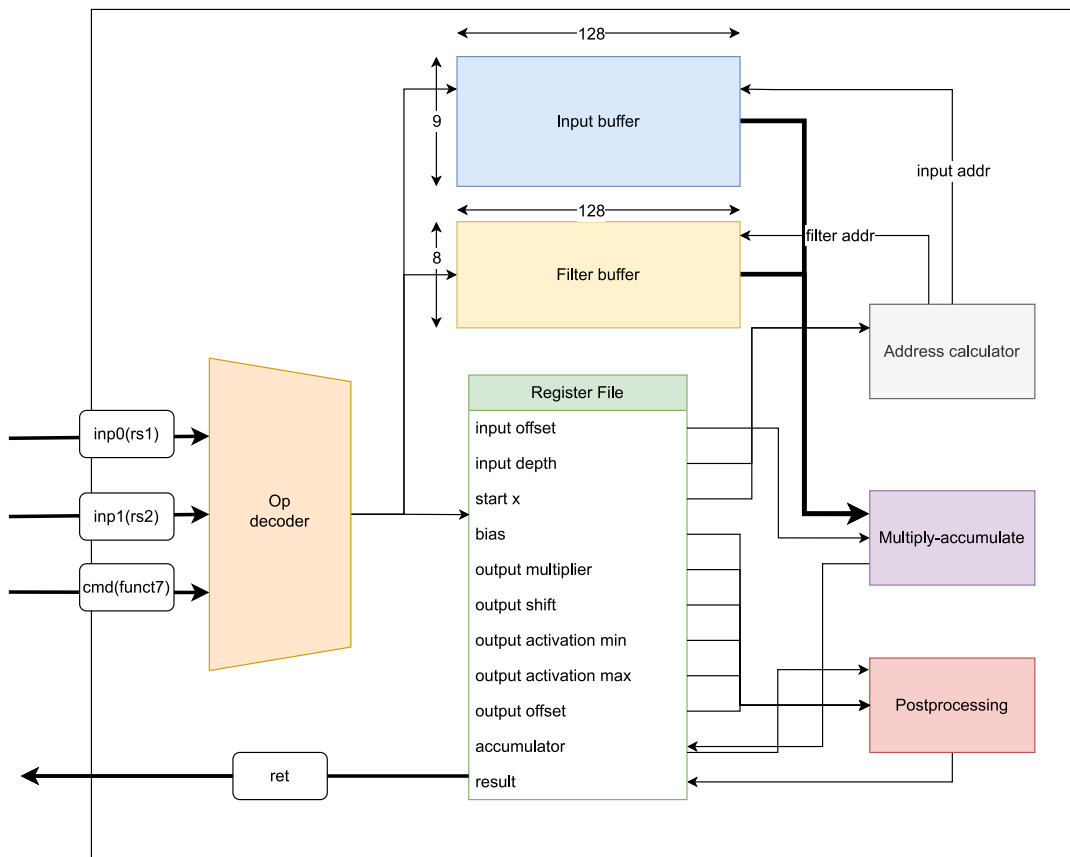 128
9
Input buffer
input addr
128
filter addr
8
Filter buffer
Address calculator
Register File
input offset
inp0(rs1)
input depth
start x
Op
decoder
inp1(rs2)
bias
Multiply-accumulate
output multiplier
cmd(funct7)
output shift
output activation min
output activation max
Postprocessing
output offset
accumulator
ret
result